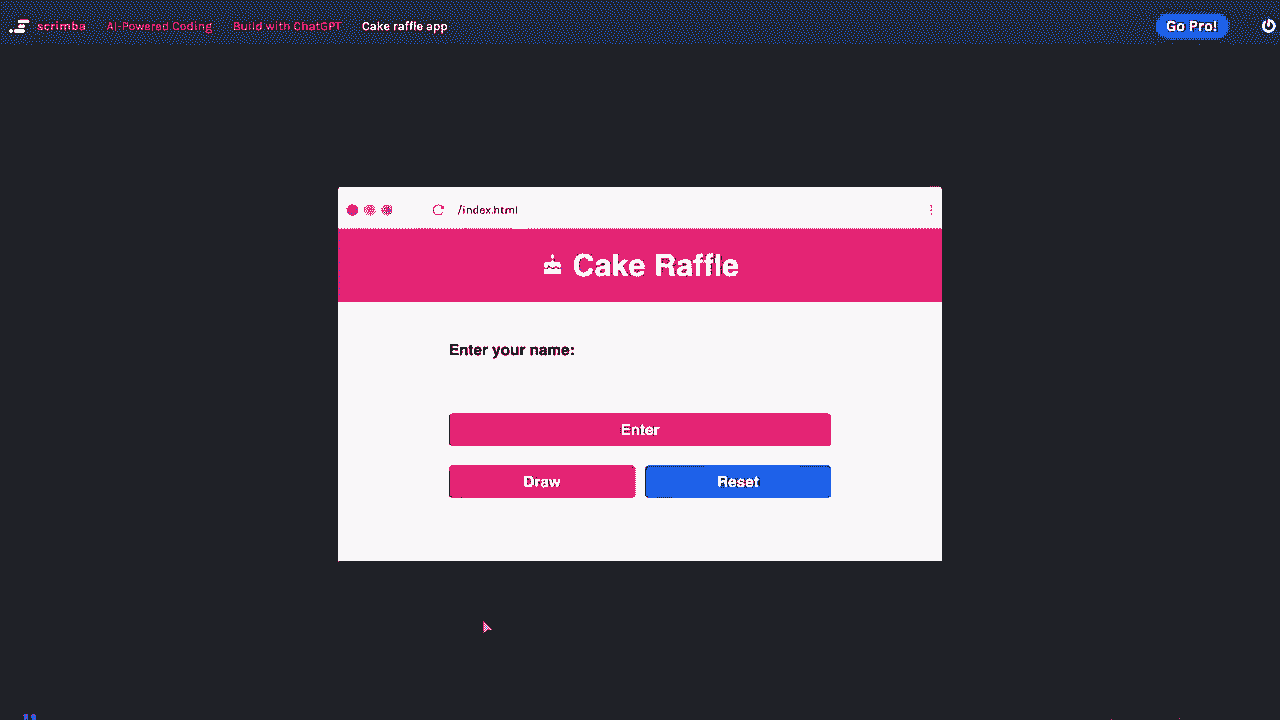 scrimba AI-Powered Coding Build with ChatGPT Cake raffle app Go Pro!
/index.html
Cake Raffle
Enter your name:
Enter
Draw Reset